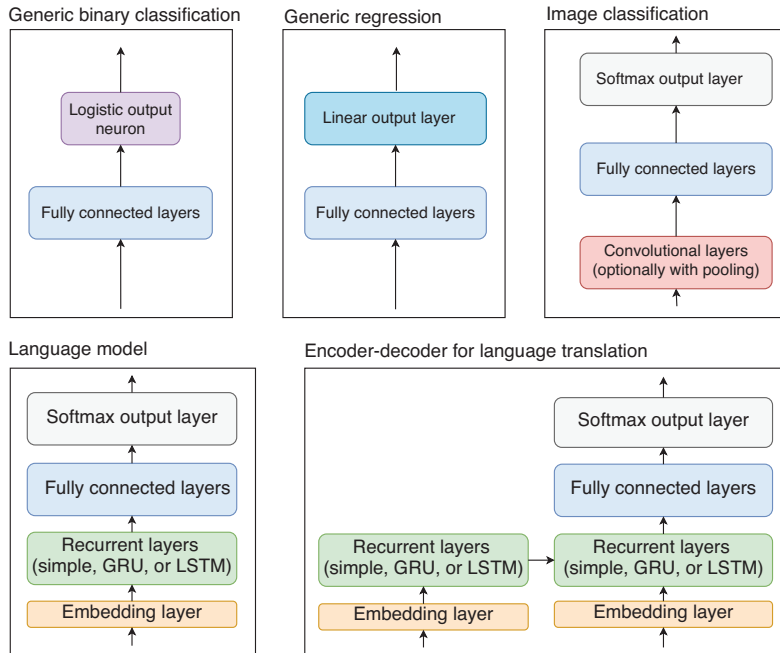 Generic binary classification
Logistic output
neuron
Fully connected layers
Generic regression
Linear output layer
Fully connected layers
Image classification
Softmax output layer
Fully connected layers
Convolutional layers
(optionally with pooling)
Language model
Softmax output layer
Fully connected layers
Recurrent layers
(simple, GRU, or LSTM)
Embedding layer
Encoder-decoder for language translation
Softmax output layer
Fully connected layers
Recurrent layers
(simple, GRU, or LSTM)
Recurrent layers
(simple, GRU, or LSTM)
Embedding layer
Embedding layer